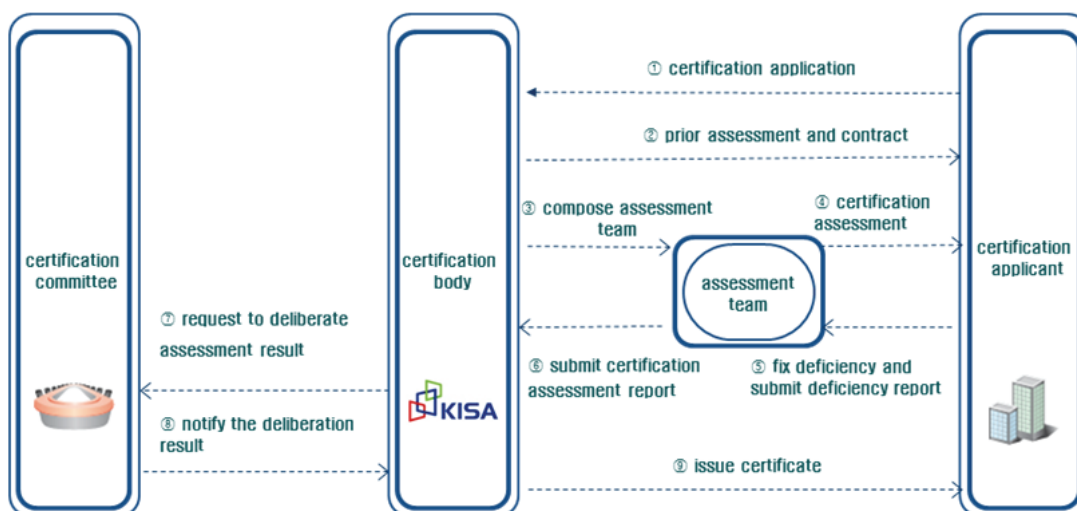 ① certification application
② prior assessment and contract
③ compose assessment
team
④ certification
assessment
certification
committee
certification
body
assessment
team
certification
applicant
⑦ request to deliberate
assessment result
⑥ submit certification
assessment report
⑤ fix deficiency and
submit deficiency report
KISA
⑧ notify the deliberation
result
⑨ issue certificate